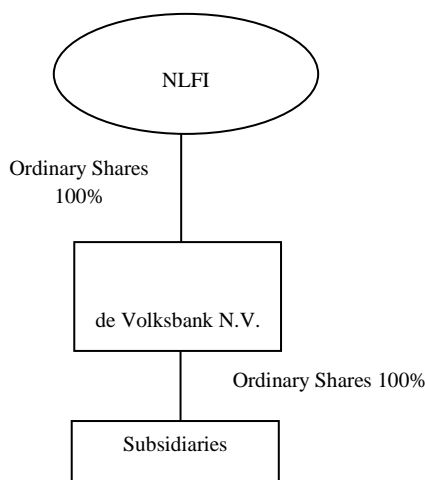 NLFI
Ordinary Shares
100%
de Volksbank N.V.
Ordinary Shares 100%
Subsidiaries